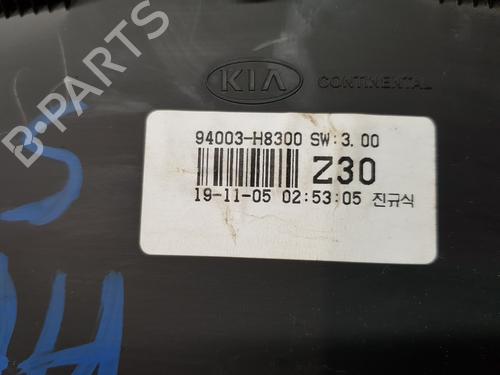 KIA CONTINENTAL
94003-H8300 SW:3.00
Z30
19-11-05 02:53:05 진규식
B-PARTS
S